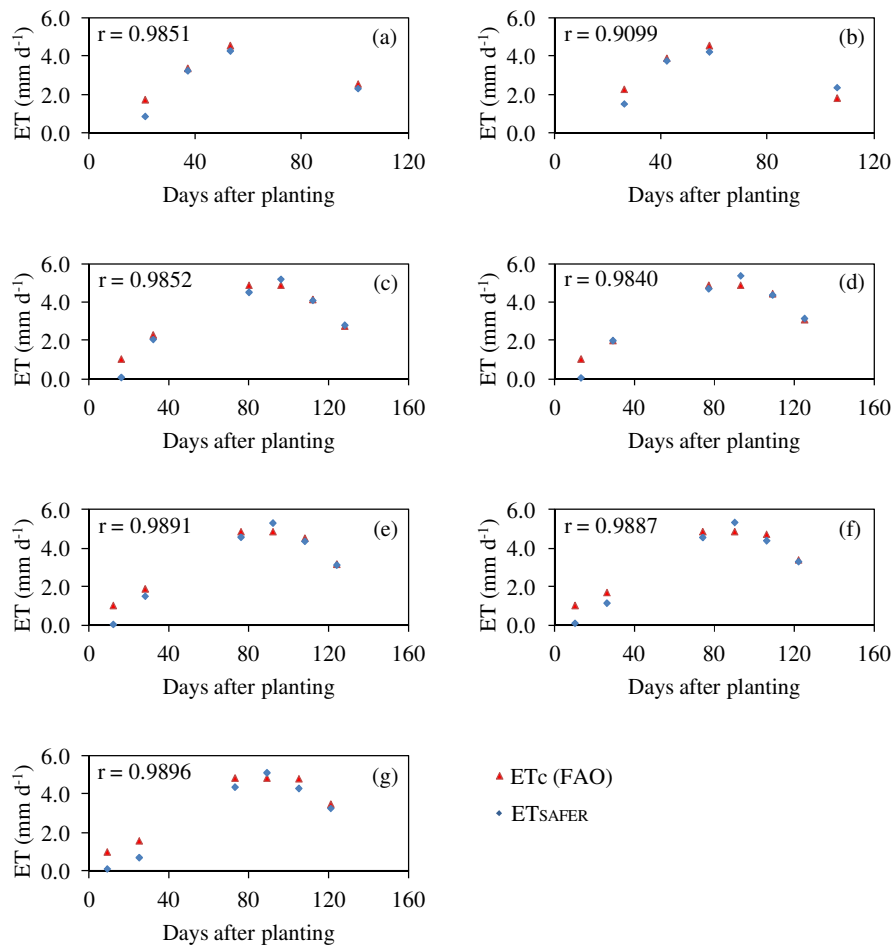 6.0
r = 0.9851
(a)
4.0
2.0
0.0
ET (mm d⁻¹)
0 40 80 120
Days after planting
6.0
r = 0.9099
(b)
4.0
2.0
0.0
ET (mm d⁻¹)
0 40 80 120
Days after planting
6.0
r = 0.9852
(c)
4.0
2.0
0.0
ET (mm d⁻¹)
0 40 80 120 160
Days after planting
6.0
r = 0.9840
(d)
4.0
2.0
0.0
ET (mm d⁻¹)
0 40 80 120 160
Days after planting
6.0
r = 0.9891
(e)
4.0
2.0
0.0
ET (mm d⁻¹)
0 40 80 120 160
Days after planting
6.0
r = 0.9887
(f)
4.0
2.0
0.0
ET (mm d⁻¹)
0 40 80 120 160
Days after planting
6.0
r = 0.9896
(g)
4.0
2.0
0.0
ET (mm d⁻¹)
0 40 80 120 160
Days after planting
ETc (FAO)
ETSAFER